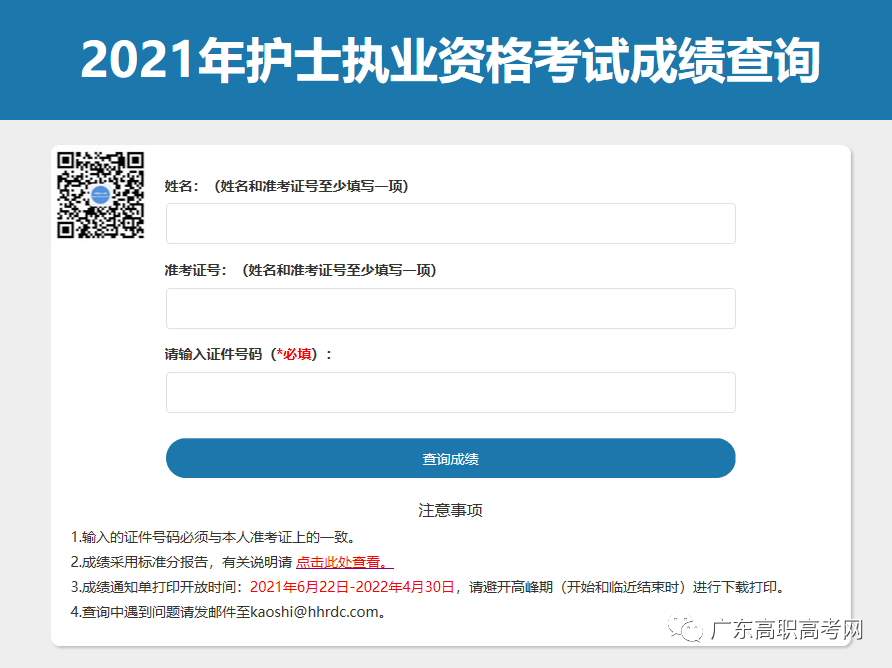 2021年护士执业资格考试成绩查询
姓名：（姓名和准考证号至少填写一项）
准考证号：（姓名和准考证号至少填写一项）
请输入证件号码（*必填）：
查询成绩
注意事项
1.输入的证件号码必须与本人准考证上的一致。
2.成绩采用标准分报告，有关说明请 点击此处查看。
3.成绩通知单打印开放时间：2021年6月22日-2022年4月30日，请避开高峰期（开始和临近结束时）进行下载打印。
4.查询中遇到问题请发邮件至kaoshi@hhrdc.com。
广东高职高考网